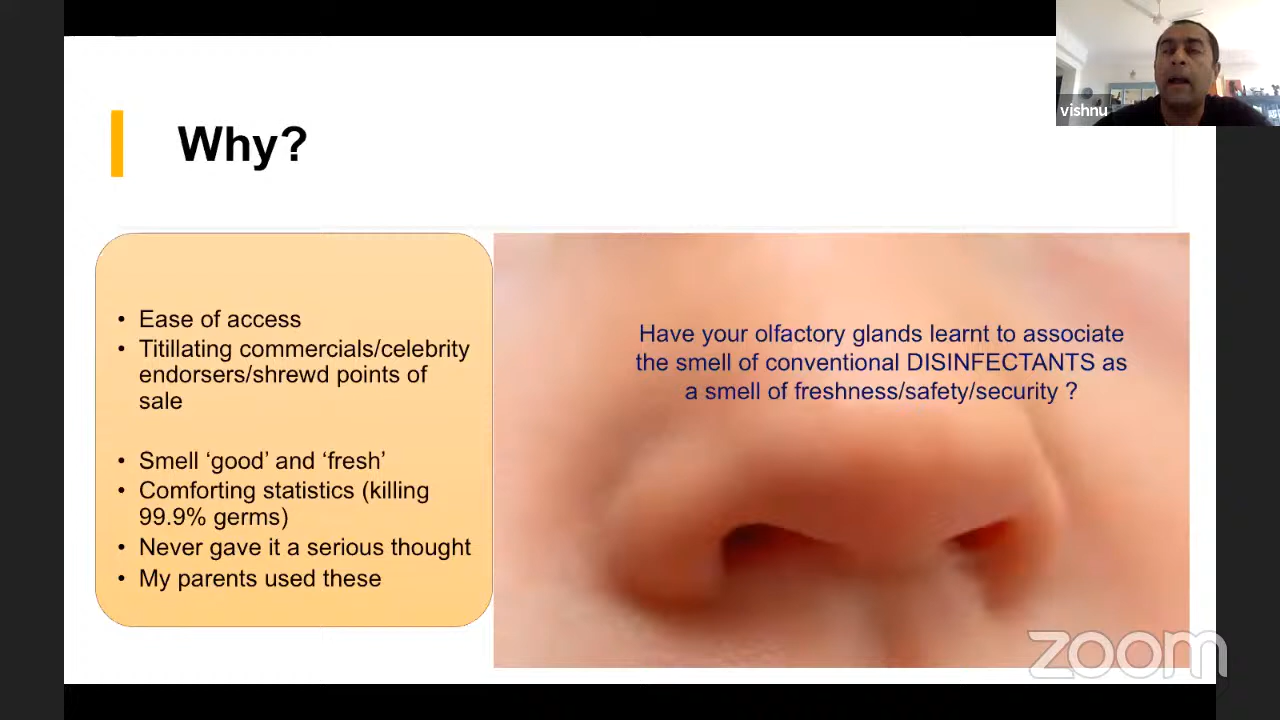 vishnu
Why?
• Ease of access
• Titillating commercials/celebrity
endorsers/shrewd points of
sale
• Smell ‘good’ and ‘fresh’
• Comforting statistics (killing
99.9% germs)
• Never gave it a serious thought
• My parents used these
Have your olfactory glands learnt to associate
the smell of conventional DISINFECTANTS as
a smell of freshness/safety/security ?
zoom